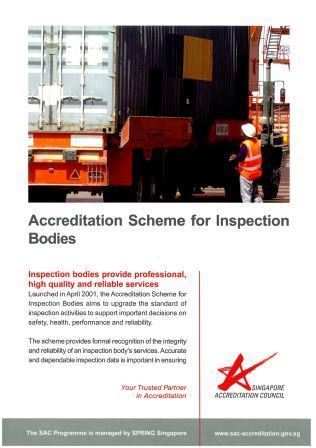 Accreditation Scheme for Inspection
Bodies
Inspection bodies provide professional,
high quality and reliable services
Launched in April 2001, the Accreditation Scheme for
Inspection Bodies aims to upgrade the standard of
inspection activities to support important decisions on
safety, health, performance and reliability.
The scheme provides formal recognition of the integrity
and reliability of an inspection body's services. Accurate
and dependable inspection data is important in ensuring
Your Trusted Partner
in Accreditation
SINGAPORE
ACCREDITATION COUNCIL
The SAC Programme is managed by SPRING Singapore
www.sac-accreditation.gov.sg